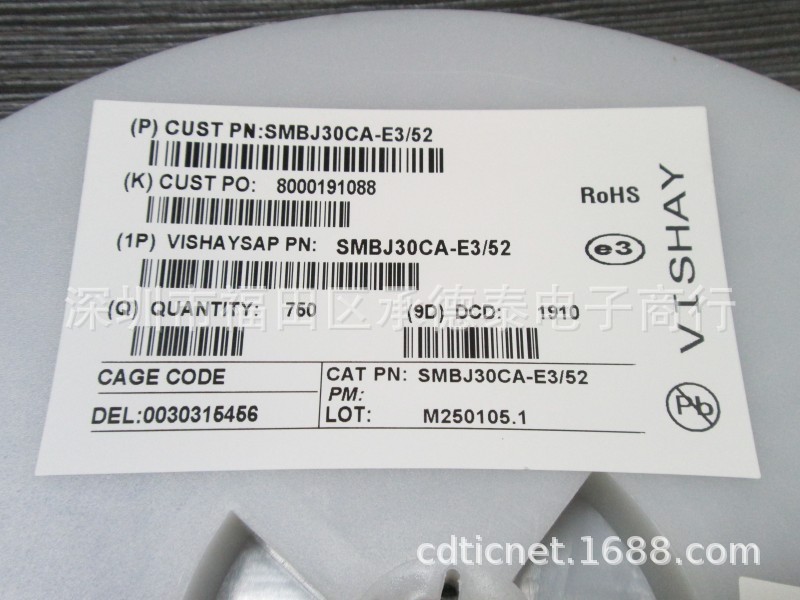 (P) CUST PN:SMBJ30CA-E3/52
(K) CUST PO: 8000191088
(1P) VISHAYSAP PN: SMBJ30CA-E3/52
(Q) QUANTITY: 750
(9D) DCD: 1910
深圳市福田区承德泰电子商行
CAGE CODE
DEL:0030315456
CAT PN: SMBJ30CA-E3/52
PM:
LOT: M250105.1
RoHS
e3
VISHAY
Pb
cdticnet.1688.com